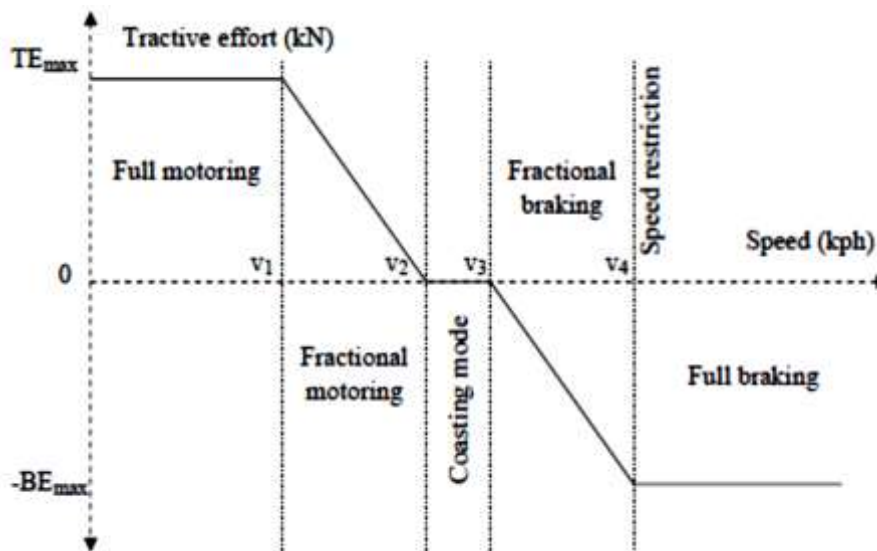 Tractive effort (kN)
TEmax
Full motoring
Fractional
braking
Speed restriction
Speed (kph)
0
v1
v2
v3
v4
Fractional
motoring
Coasting mode
Full braking
-BEmax